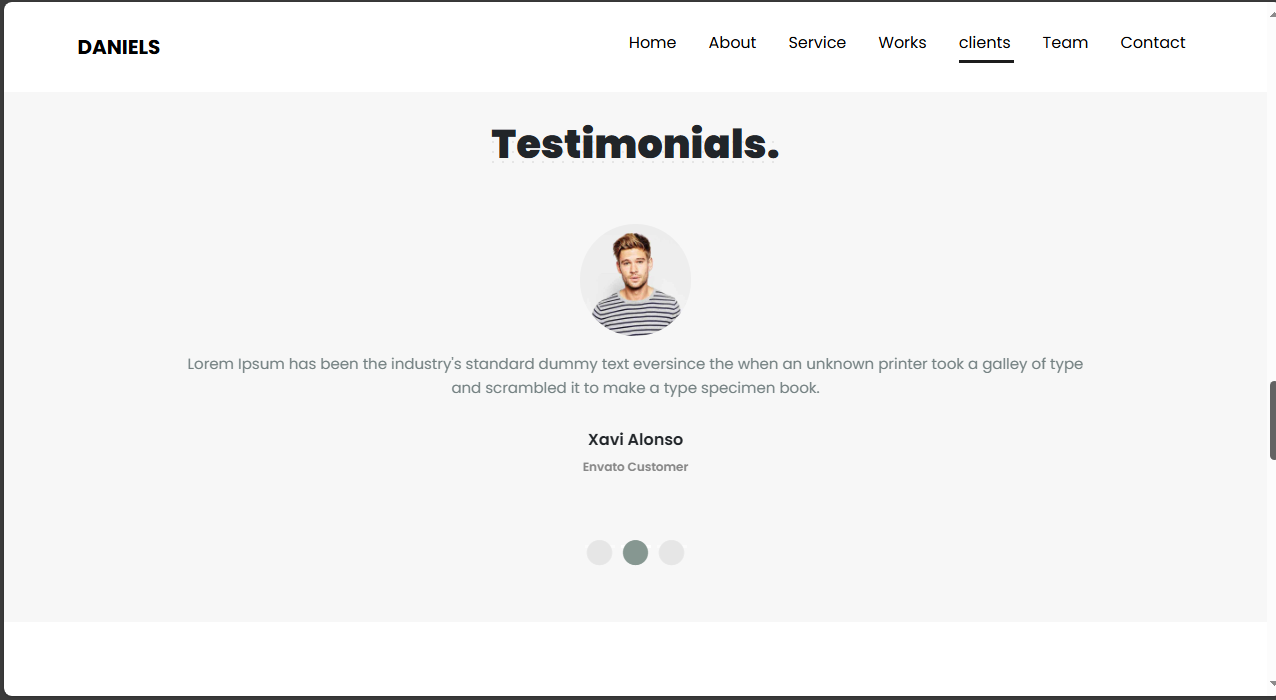 DANIELS
Home About Service Works clients Team Contact
Testimonials.
Lorem Ipsum has been the industry's standard dummy text eversince the when an unknown printer took a galley of type
and scrambled it to make a type specimen book.
Xavi Alonso
Envato Customer